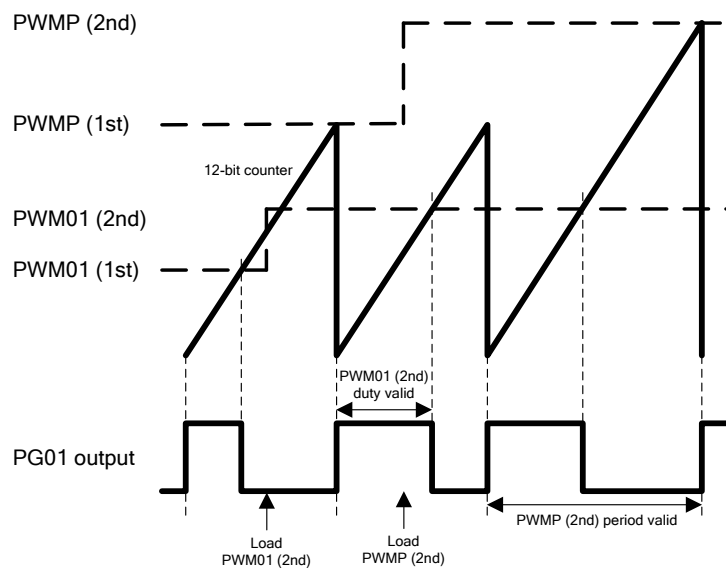 PWMP (2nd)
PWMP (1st)
12-bit counter
PWM01 (2nd)
PWM01 (1st)
PWM01 (2nd)
duty valid
PG01 output
PWMP (2nd) period valid
Load
PWM01 (2nd)
Load
PWMP (2nd)